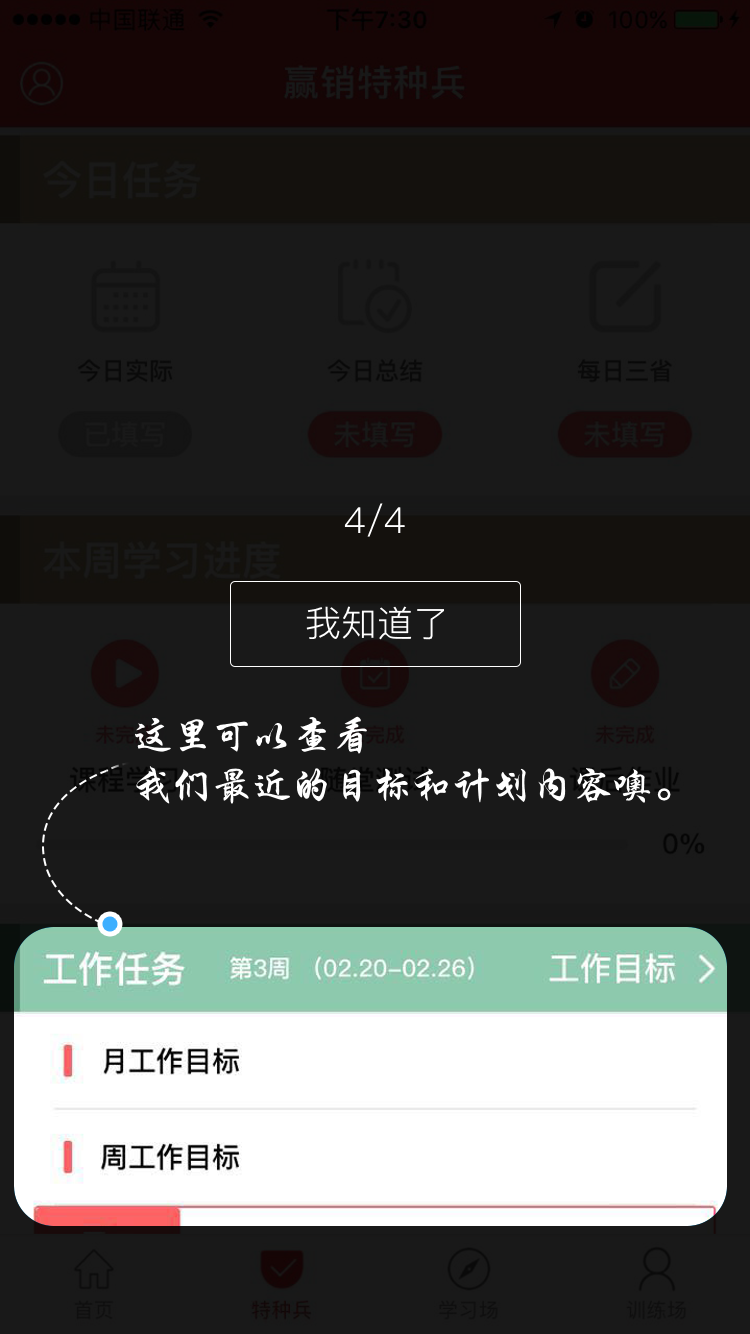 中国联通 下午7:30 100%
赢销特种兵
今日任务
今日实际 今日总结 每日三省
已填写 未填写 未填写
4/4
本周学习进度
我知道了
未完 完成 未完成
这里可以查看
我们最近的目标和计划内容噢。
0%
工作任务 第3周 （02.20-02.26） 工作目标
月工作目标
周工作目标
首页 特种兵 学习场 训练场